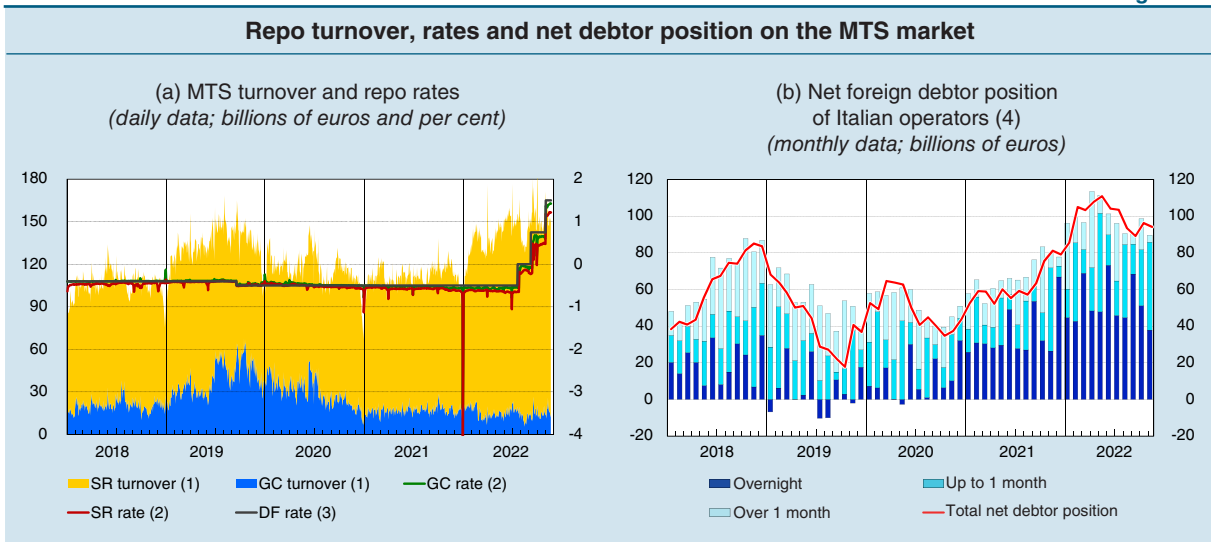 Repo turnover, rates and net debtor position on the MTS market
(a) MTS turnover and repo rates
(daily data; billions of euros and per cent)
180
150
120
90
60
30
0
2
1
0
-1
-2
-3
-4
2018 2019 2020 2021 2022
SR turnover (1) GC turnover (1) GC rate (2)
SR rate (2) DF rate (3)
(b) Net foreign debtor position
of Italian operators (4)
(monthly data; billions of euros)
120
100
80
60
40
20
0
-20
120
100
80
60
40
20
0
-20
2018 2019 2020 2021 2022
Overnight Up to 1 month
Over 1 month Total net debtor position